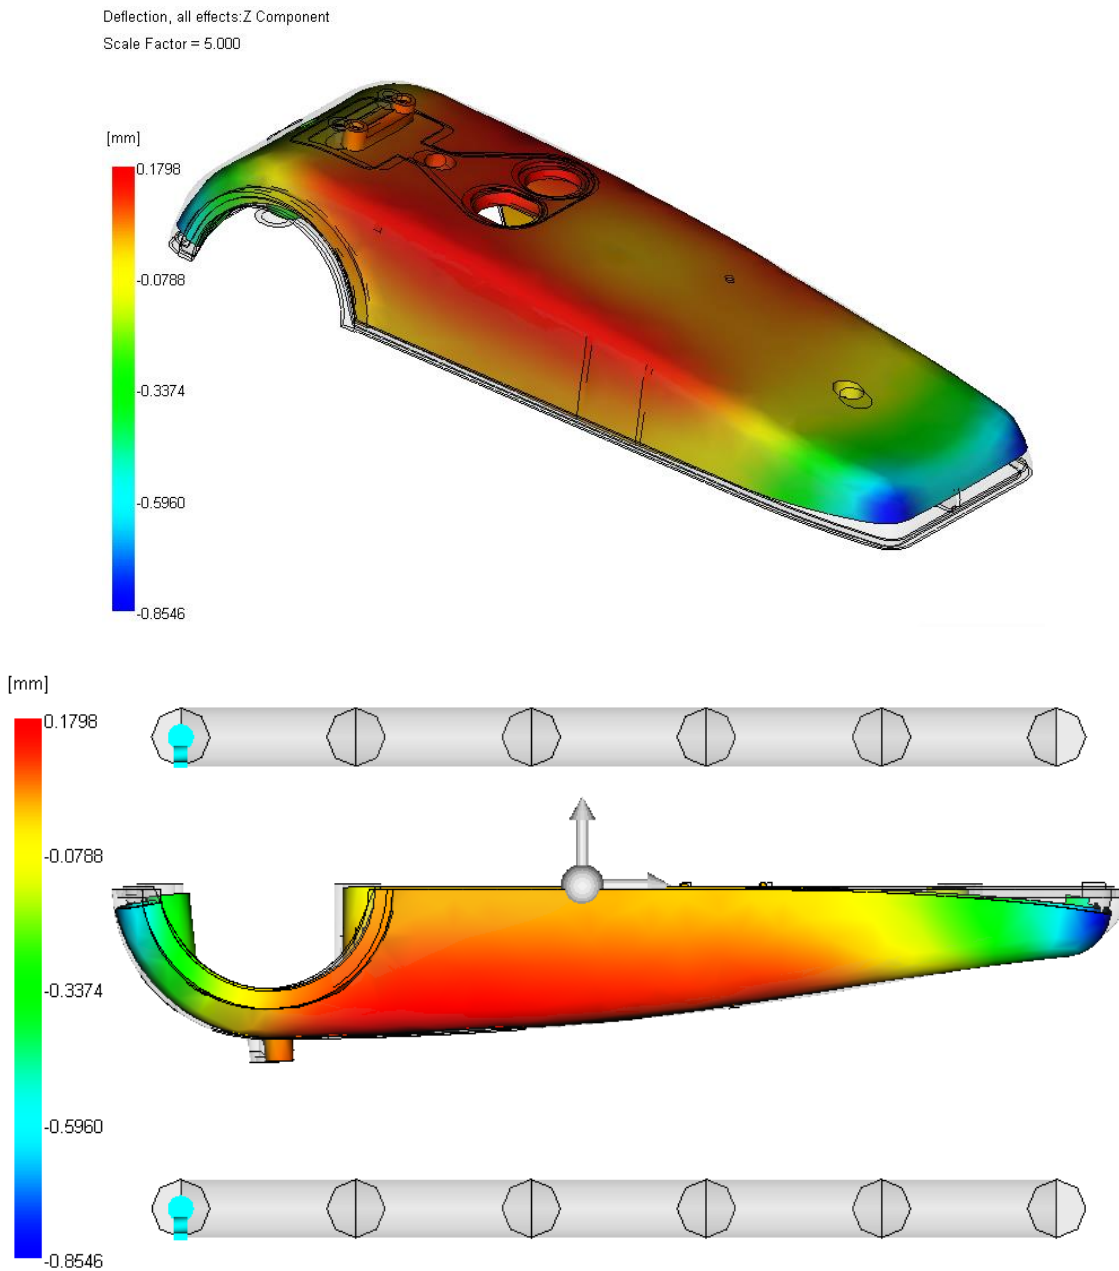 Deflection, all effects:Z Component
Scale Factor = 5.000
[mm]
0.1798
-0.0788
-0.3374
-0.5960
-0.8546
[mm]
0.1798
-0.0788
-0.3374
-0.5960
-0.8546